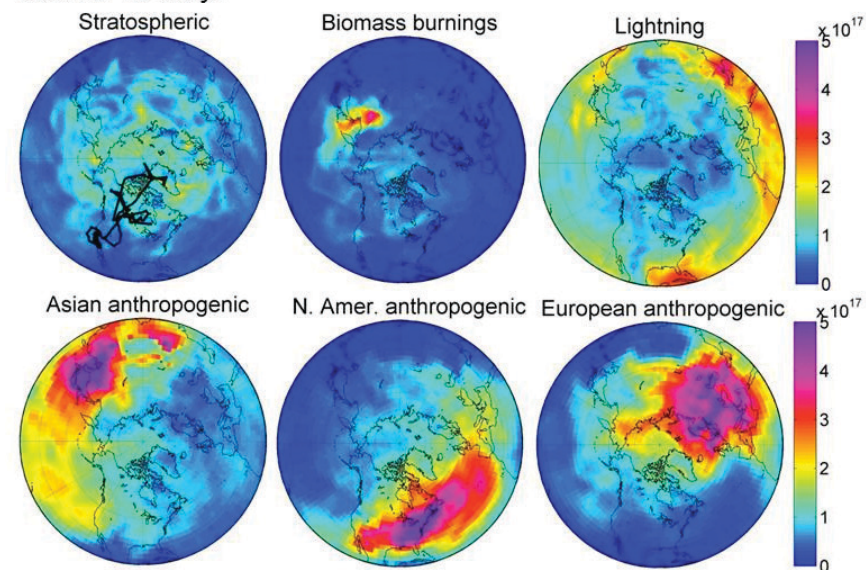 Stratospheric
Biomass burnings
Lightning
x 10^17
5
4
3
2
1
0
Asian anthropogenic
N. Amer. anthropogenic
European anthropogenic
x 10^17
5
4
3
2
1
0